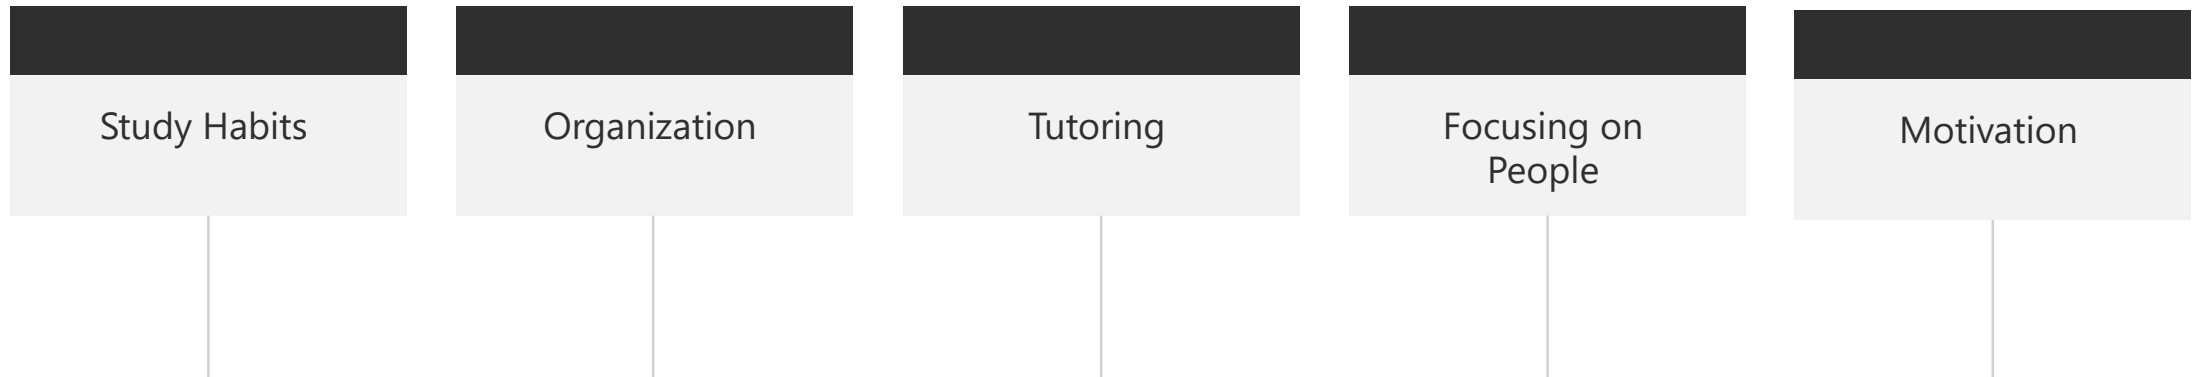 Study Habits
Organization
Tutoring
Focusing on
People
Motivation